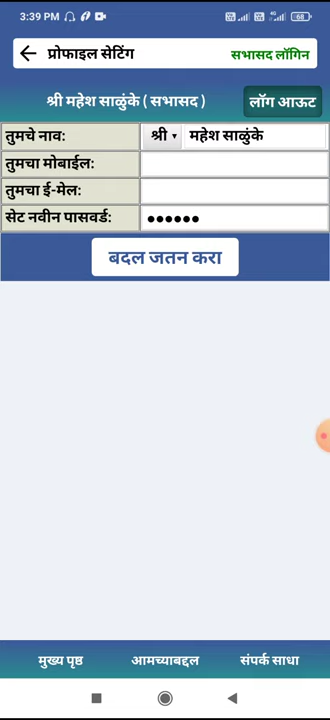 3:39 PM
68
प्रोफाइल सेटिंग सभासद लॉगिन
श्री महेश साळुंके ( सभासद ) लॉग आऊट
तुमचे नाव: श्री महेश साळुंके
तुमचा मोबाईल:
तुमचा ई-मेल:
सेट नवीन पासवर्ड: ●●●●●●
बदल जतन करा
मुख्य पृष्ठ आमच्याबद्दल संपर्क साधा